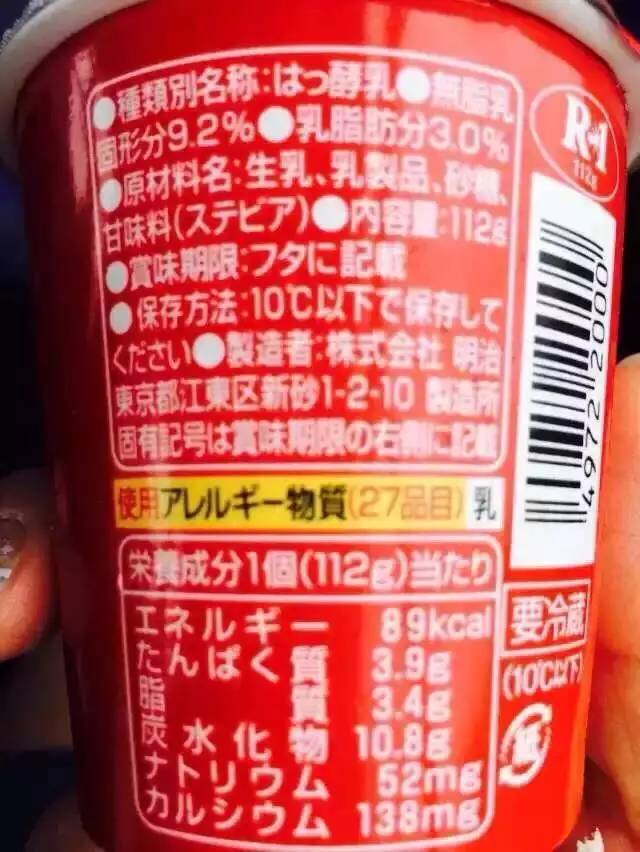 ●種類別名称:はっ酵乳●無脂乳
固形分9.2%●乳脂肪分3.0%
●原材料名:生乳、乳製品、砂糖、
甘味料(ステビア)●内容量:112g
●賞味期限:フタに記載
●保存方法:10℃以下で保存して
ください●製造者:株式会社 明治
東京都江東区新砂1-2-10 製造所
固有記号は賞味期限の右側に記載
使用アレルギー物質(27品目) 乳
栄養成分1個(112g)当たり
エネルギー 89kcal
たんぱく質 3.9g
脂質 3.4g
炭水化物 10.8g
ナトリウム 52mg
カルシウム 138mg
R-1
112g
4972 2000
要冷蔵
(10℃以下)
紙